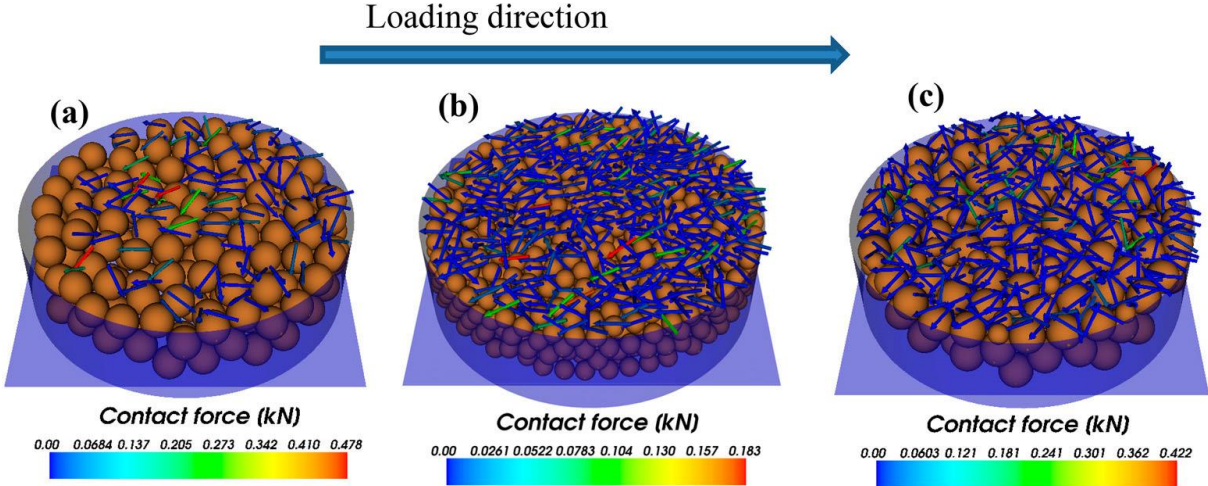 Loading direction
(a)
(b)
(c)
Contact force (kN)
0.00 0.0684 0.137 0.205 0.273 0.342 0.410 0.478
Contact force (kN)
0.00 0.0261 0.0522 0.0783 0.104 0.130 0.157 0.183
Contact force (kN)
0.00 0.0603 0.121 0.181 0.241 0.301 0.362 0.422